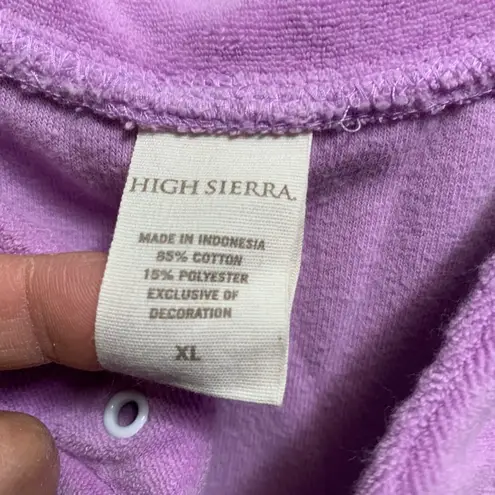 HIGH SIERRA.
MADE IN INDONESIA
85% COTTON
15% POLYESTER
EXCLUSIVE OF
DECORATION
XL